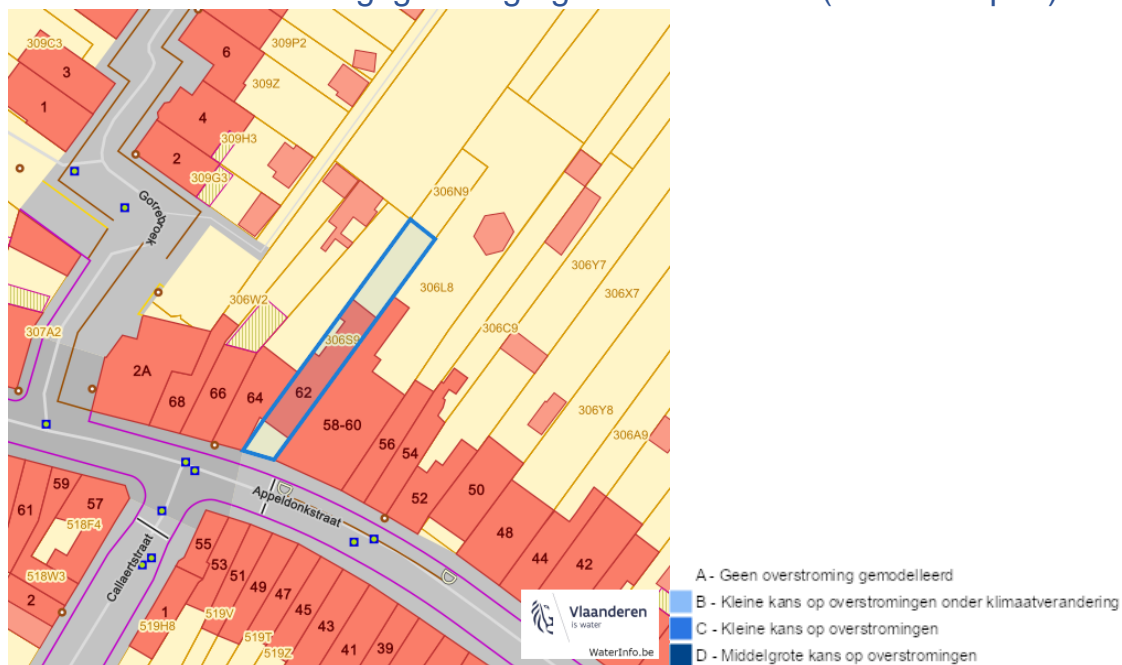 309C3
3
1
6
309P2
309Z
4
309H3
2
309G3
Gorrebroek
306N9
306W2
306L8
306Y7
306X7
306S9
306C9
307A2
2A
68
66
64
62
58-60
56
54
52
50
48
44
42
306Y8
306A9
Appeldonkstraat
Callaertstraat
59
61
57
518F4
518W3
2
55
53
51
49
47
45
43
41
39
1
519H8
519V
519T
519Z
Vlaanderen
is water
WaterInfo.be
A - Geen overstroming gemodelleerd
B - Kleine kans op overstromingen onder klimaatverandering
C - Kleine kans op overstromingen
D - Middelgrote kans op overstromingen